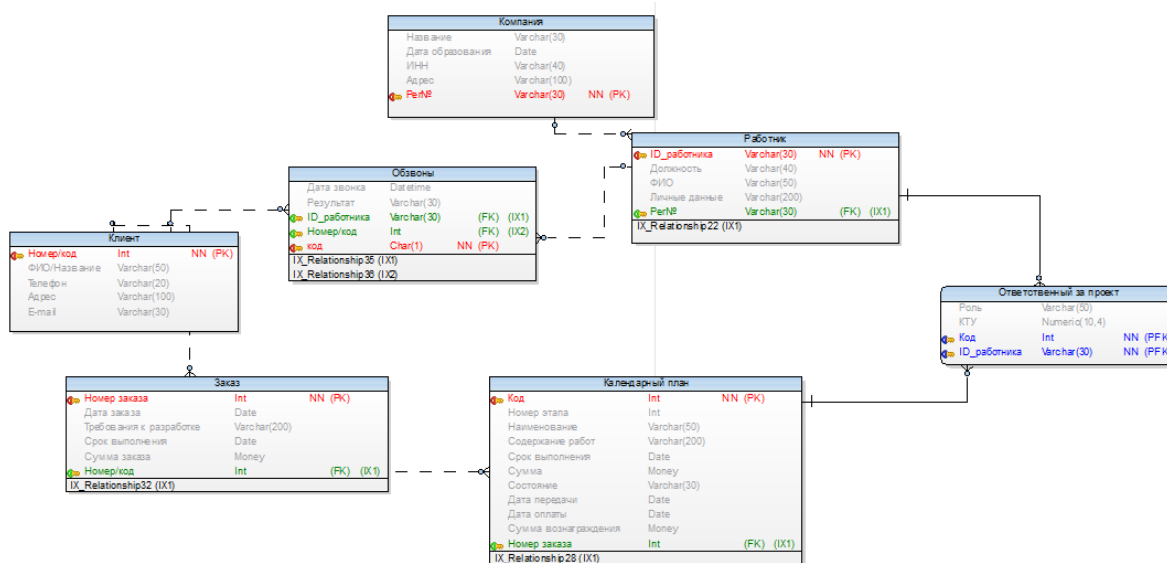 Компания
Название Varchar(30)
Дата образования Date
ИНН Varchar(40)
Адрес Varchar(100)
Рег№ Varchar(30) NN (PK)
Работник
ID_работника Varchar(30) NN (PK)
Должность Varchar(40)
ФИО Varchar(50)
Личные данные Varchar(200)
Рег№ Varchar(30) (FK) (IX1)
IX_Relationship22 (IX1)
Обзвоны
Дата звонка Datetime
Результат Varchar(30)
ID_работника Varchar(30) (FK) (IX1)
Номер/код Int (FK) (IX2)
код Char(1) NN (PK)
IX_Relationship35 (IX1)
IX_Relationship36 (IX2)
Клиент
Номер/код Int NN (PK)
ФИО/Название Varchar(50)
Телефон Varchar(20)
Адрес Varchar(100)
E-mail Varchar(30)
Ответственный за проект
Роль Varchar(50)
КТУ Numeric(10,4)
Код Int NN (PFK
ID_работника Varchar(30) NN (PFK
Заказ
Номер заказа Int NN (PK)
Дата заказа Date
Требования к разработке Varchar(200)
Срок выполнения Date
Сумма заказа Money
Номер/код Int (FK) (IX1)
IX_Relationship32 (IX1)
Календарный план
Код Int NN (PK)
Номер этапа Int
Наименование Varchar(50)
Содержание работ Varchar(200)
Срок выполнения Date
Сумма Money
Состояние Varchar(30)
Дата передачи Date
Дата оплаты Date
Сумма вознаграждения Money
Номер заказа Int (FK) (IX1)
IX_Relationship28 (IX1)